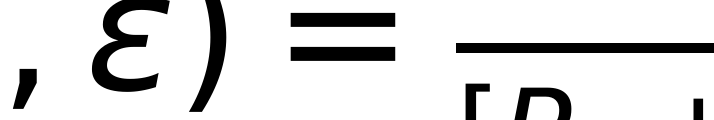 , ε) =